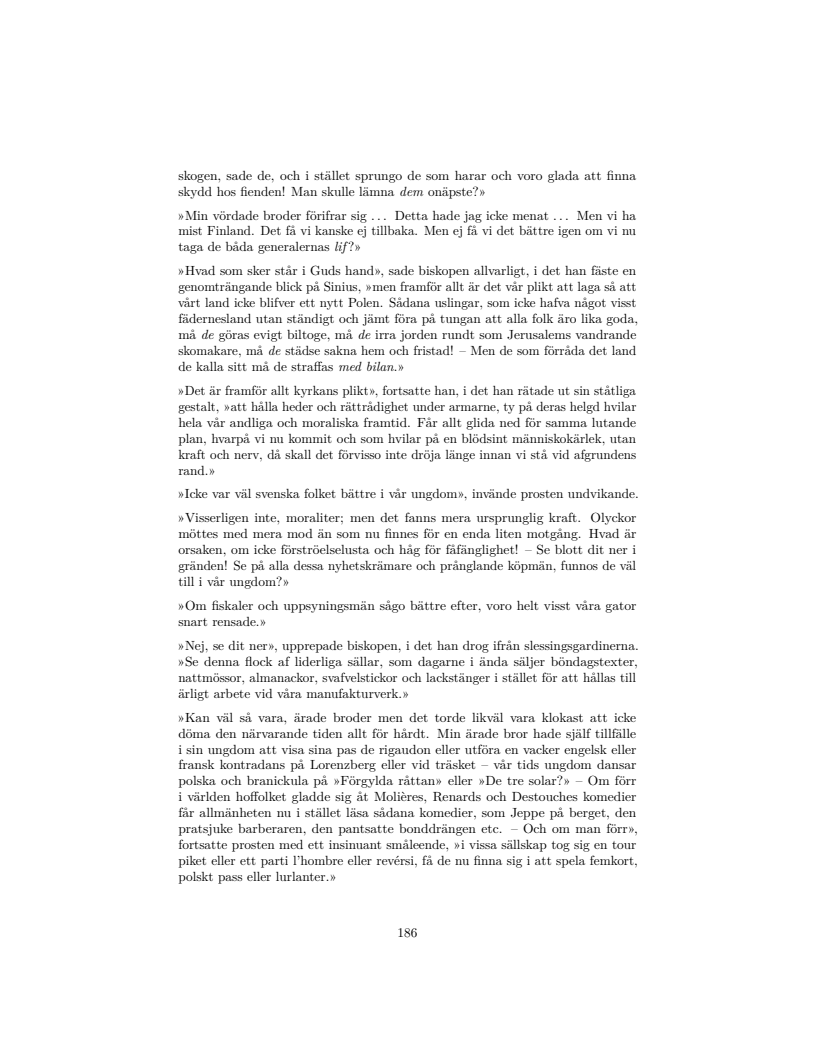 skogen, sade de, och i stället sprungo de som harar och voro glada att finna
skydd hos fienden! Man skulle lämna dem onäpste?»
»Min vördade broder förifrar sig ... Detta hade jag icke menat ... Men vi ha
mist Finland. Det få vi kanske ej tillbaka. Men ej få vi det bättre igen om vi nu
taga de båda generalernas lif?»
»Hvad som sker står i Guds hand», sade biskopen allvarligt, i det han fäste en
genomträngande blick på Sinius, »men framför allt är det vår plikt att laga så att
vårt land icke blifver ett nytt Polen. Sådana uslingar, som icke hafva något visst
fädernesland utan ständigt och jämt föra på tungan att alla folk äro lika goda,
må de göras evigt biltoge, må de irra jorden rundt som Jerusalems vandrande
skomakare, må de städse sakna hem och fristad! – Men de som förråda det land
de kalla sitt må de straffas med bilan.»
»Det är framför allt kyrkans plikt», fortsatte han, i det han rätade ut sin ståtliga
gestalt, »att hålla heder och rättrådighet under armarne, ty på deras helgd hvilar
hela vår andliga och moraliska framtid. Får allt glida ned för samma lutande
plan, hvarpå vi nu kommit och som hvilar på en blödsint människokärlek, utan
kraft och nerv, då skall det förvisso inte dröja länge innan vi stå vid afgrundens
rand.»
»Icke var väl svenska folket bättre i vår ungdom», invände prosten undvikande.
»Visserligen inte, moraliter; men det fanns mera ursprunglig kraft. Olyckor
möttes med mera mod än som nu finnes för en enda liten motgång. Hvad är
orsaken, om icke förströelselusta och håg för fåfänglighet! – Se blott dit ner i
gränden! Se på alla dessa nyhetskrämare och prånglande köpmän, funnos de väl
till i vår ungdom?»
»Om fiskaler och uppsyningsmän sågo bättre efter, voro helt visst våra gator
snart rensade.»
»Nej, se dit ner», upprepade biskopen, i det han drog ifrån slessingsgardinerna.
»Se denna flock af liderliga sällar, som dagarne i ända säljer böndagstexter,
nattmössor, almanackor, svafvelstickor och lackstänger i stället för att hållas till
ärligt arbete vid våra manufakturverk.»
»Kan väl så vara, ärade broder men det torde likväl vara klokast att icke
döma den närvarande tiden allt för hårdt. Min ärade bror hade själf tillfälle
i sin ungdom att visa sina pas de rigaudon eller utföra en vacker engelsk eller
fransk kontradans på Lorenzberg eller vid träsket – vår tids ungdom dansar
polska och branickula på »Förgylda råttan» eller »De tre solar?» – Om förr
i världen hoffolket gladde sig åt Molières, Renards och Destouches komedier
får allmänheten nu i stället läsa sådana komedier, som Jeppe på berget, den
pratsjuke barberaren, den pantsatte bonddrängen etc. – Och om man förr»,
fortsatte prosten med ett insinuant småleende, »i vissa sällskap tog sig en tour
piket eller ett parti l'hombre eller revérsi, få de nu finna sig i att spela femkort,
polskt pass eller lurlanter.»
186